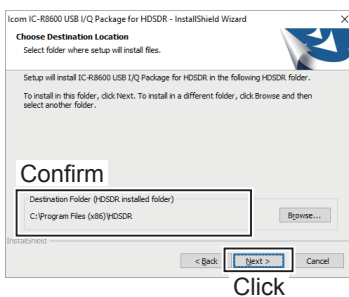 Icom IC-R8600 USB I/Q Package for HDSDR - InstallShield Wizard
Choose Destination Location
Select folder where setup will install files.
Setup will install IC-R8600 USB I/Q Package for HDSDR in the following HDSDR folder.
To install in this folder, click Next. To install in a different folder, click Browse and then
select another folder.
Confirm
Destination Folder (HDSDR installed folder)
C:\Program Files (x86)\HDSDR
Browse...
InstallShield
< Back
Next >
Cancel
Click